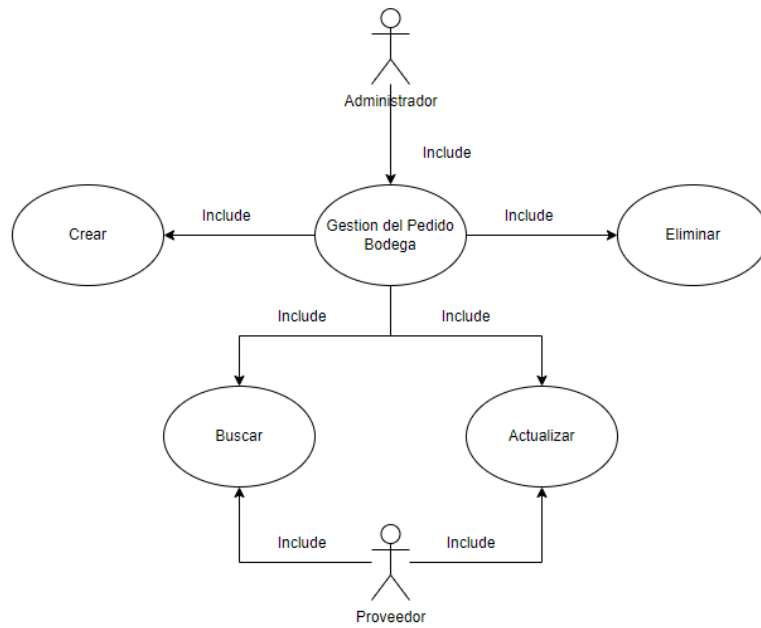 Administrador
Include
Include
Include
Crear
Gestion del Pedido
Bodega
Eliminar
Include
Include
Buscar
Actualizar
Include
Include
Proveedor